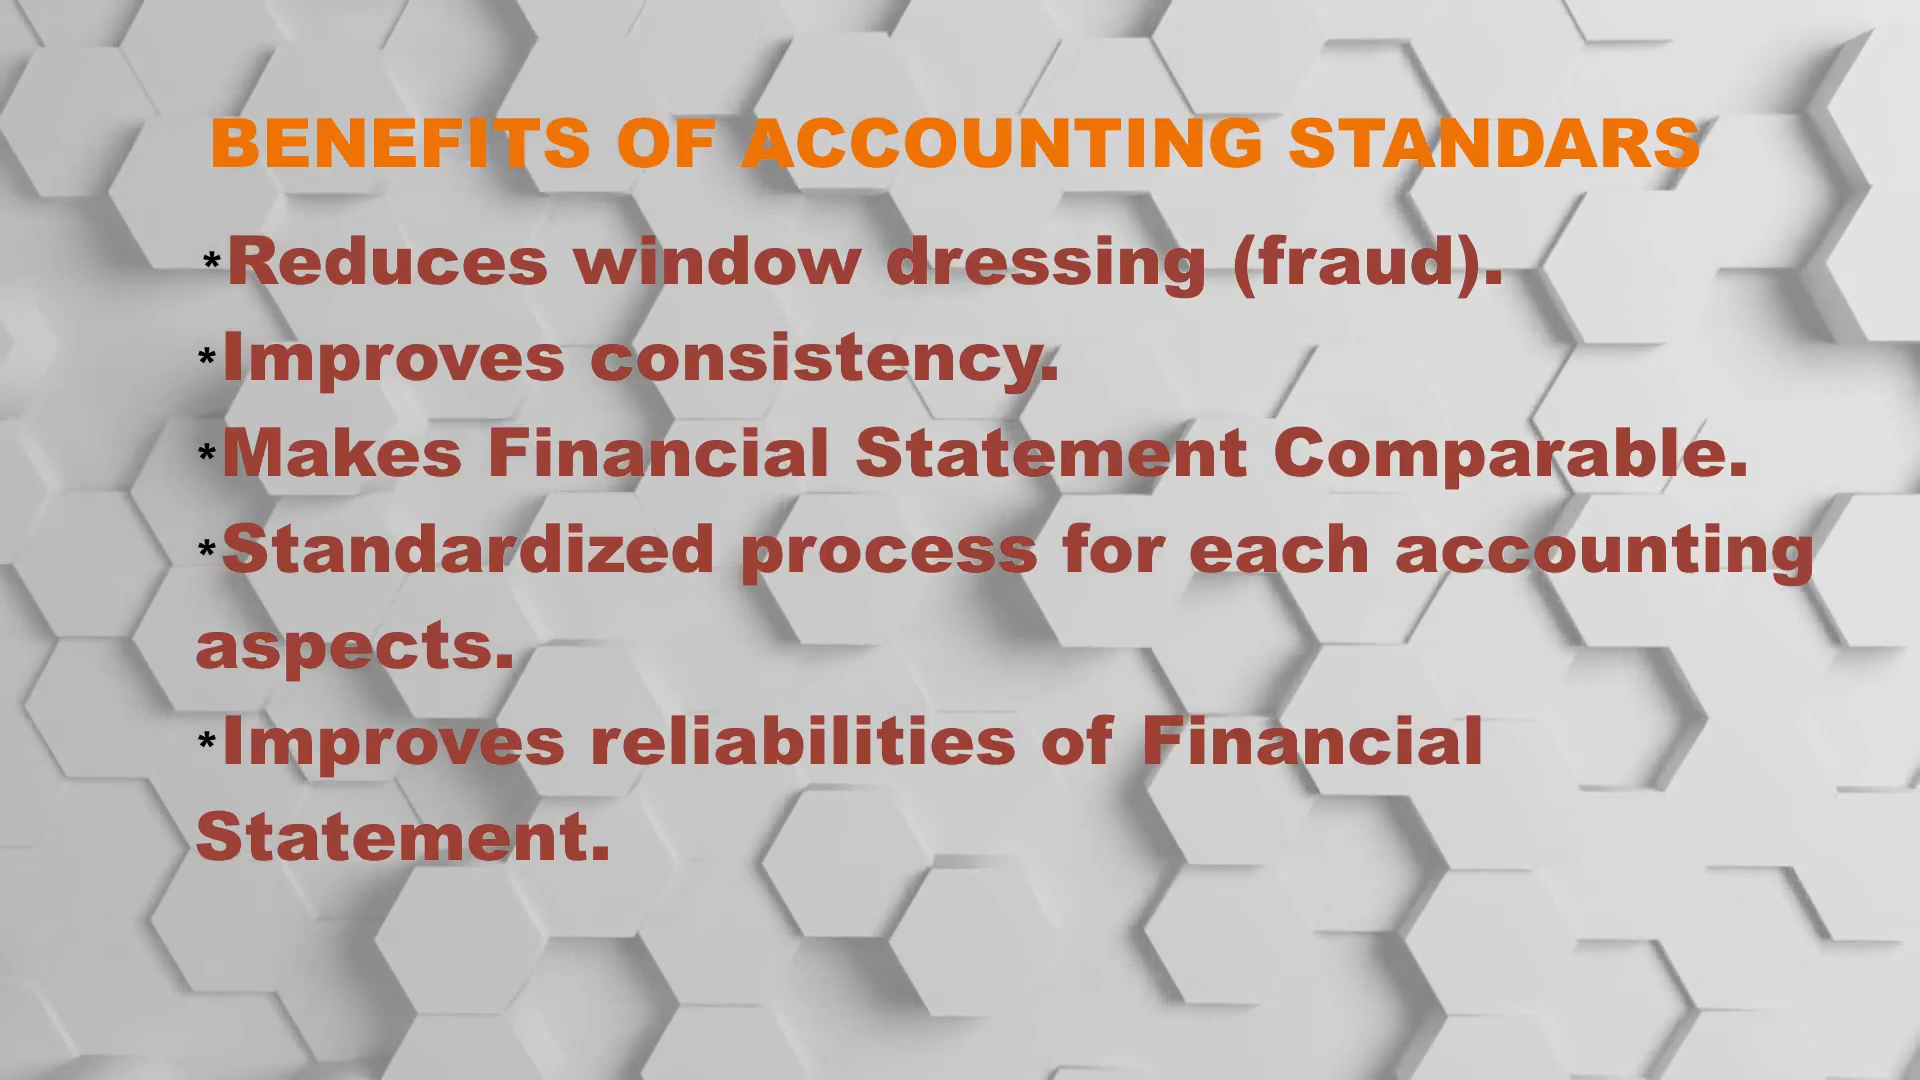 BENEFITS OF ACCOUNTING STANDARS
*Reduces window dressing (fraud).
*Improves consistency.
*Makes Financial Statement Comparable.
*Standardized process for each accounting
aspects.
*Improves reliabilities of Financial
Statement.